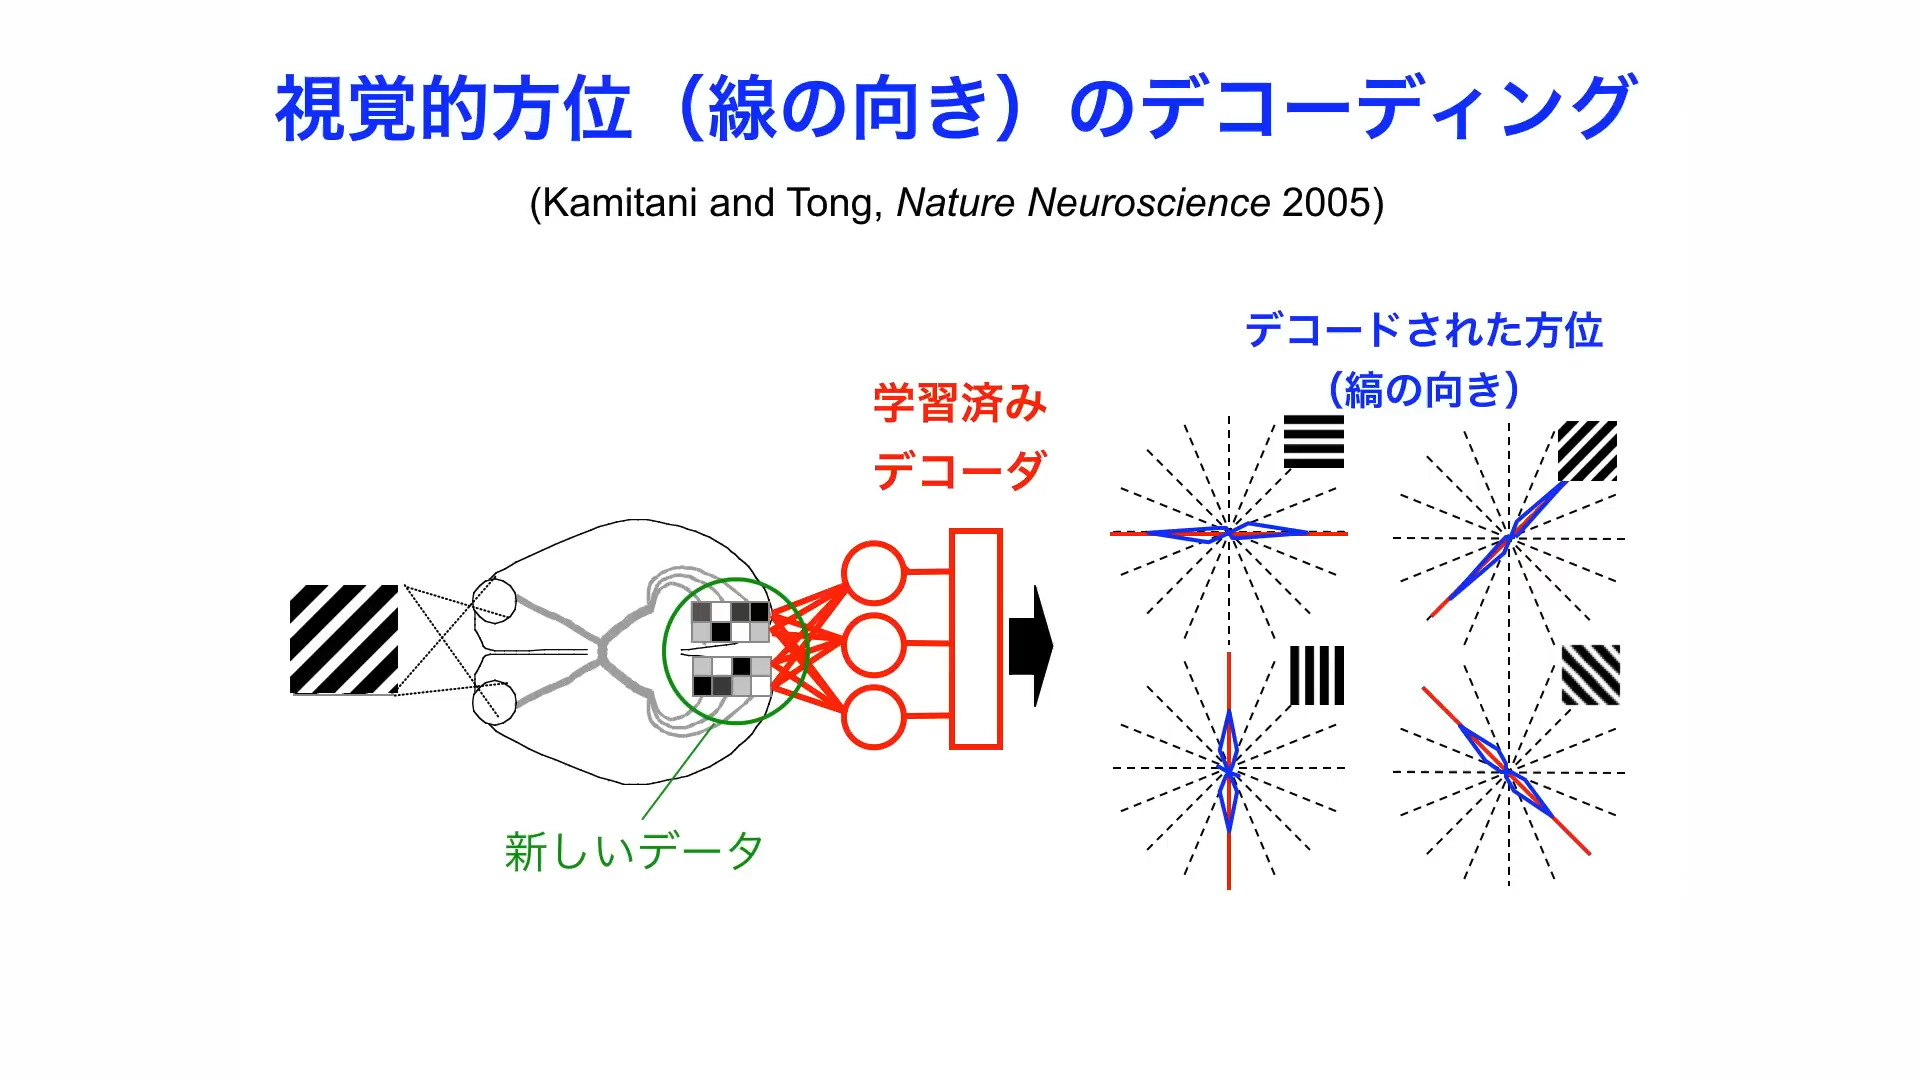 視覚的方位（線の向き）のデコーディング
(Kamitani and Tong, Nature Neuroscience 2005)
デコードされた方位
（縞の向き）
学習済み
デコーダ
新しいデータ